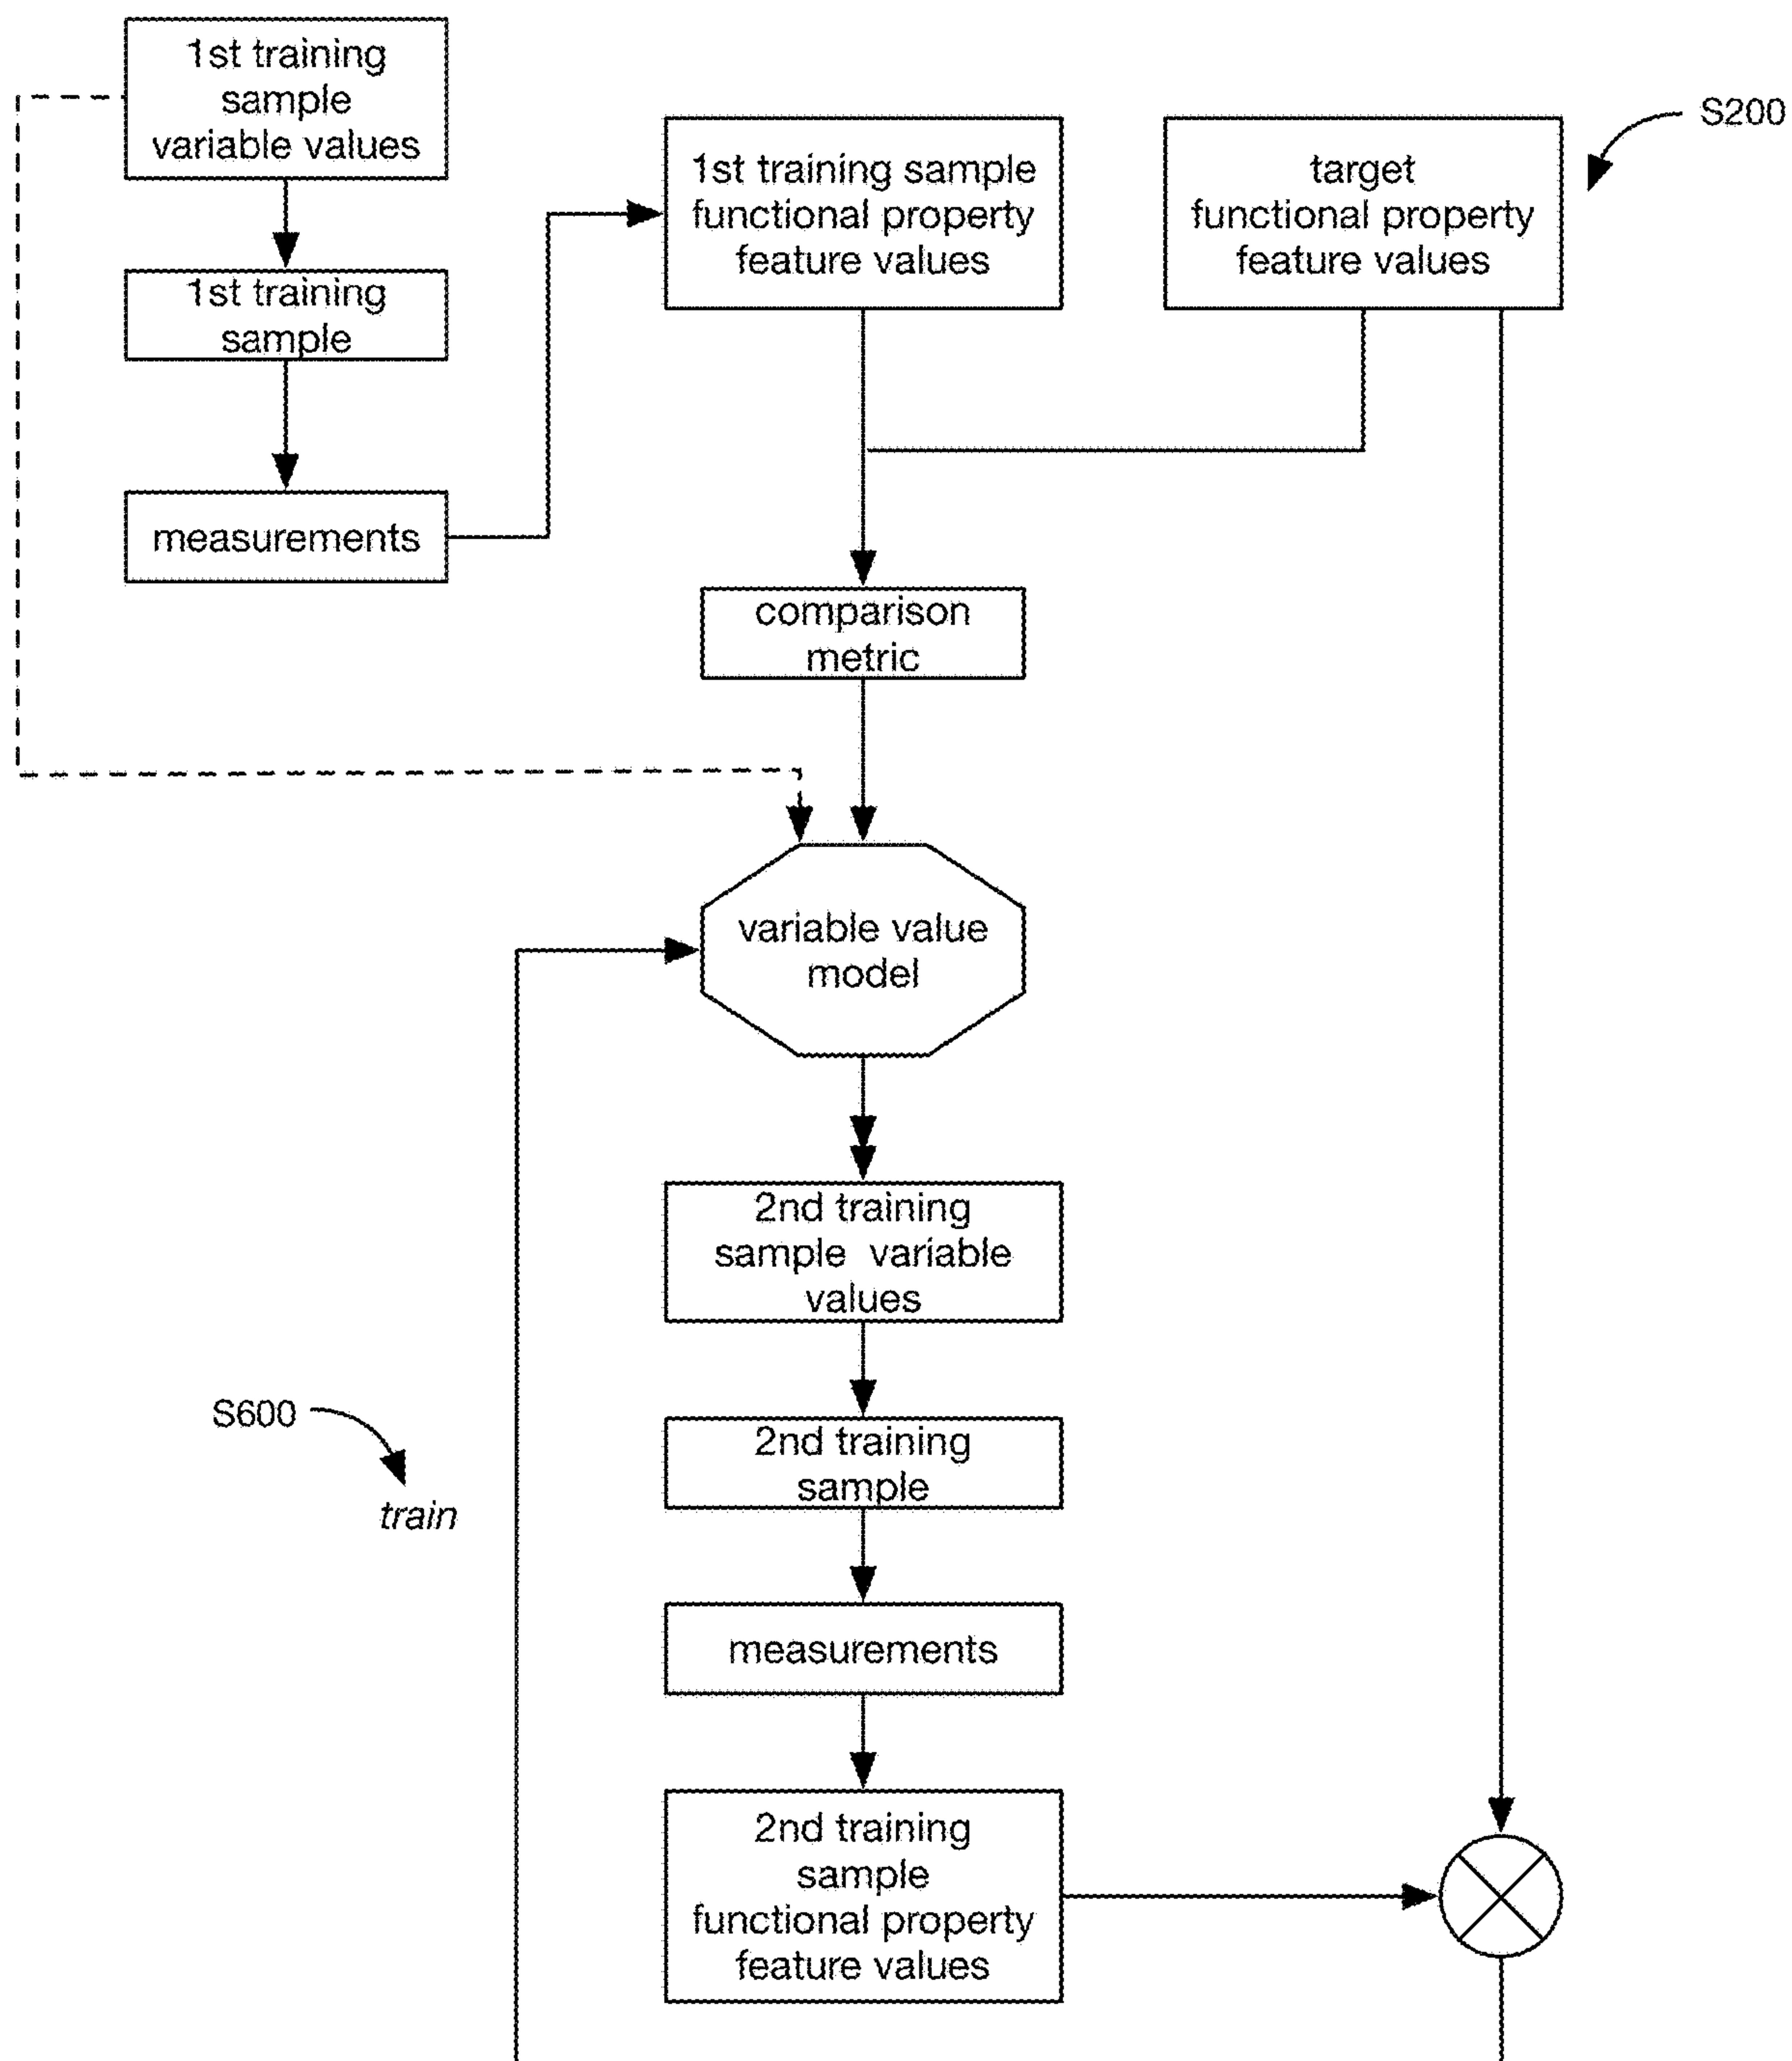 1st training
sample
variable values
1st training sample
functional property
feature values
target
functional property
feature values
S200
1st training
sample
measurements
comparison
metric
variable value
model
2nd training
sample variable
values
S600
train
2nd training
sample
measurements
2nd training
sample
functional property
feature values